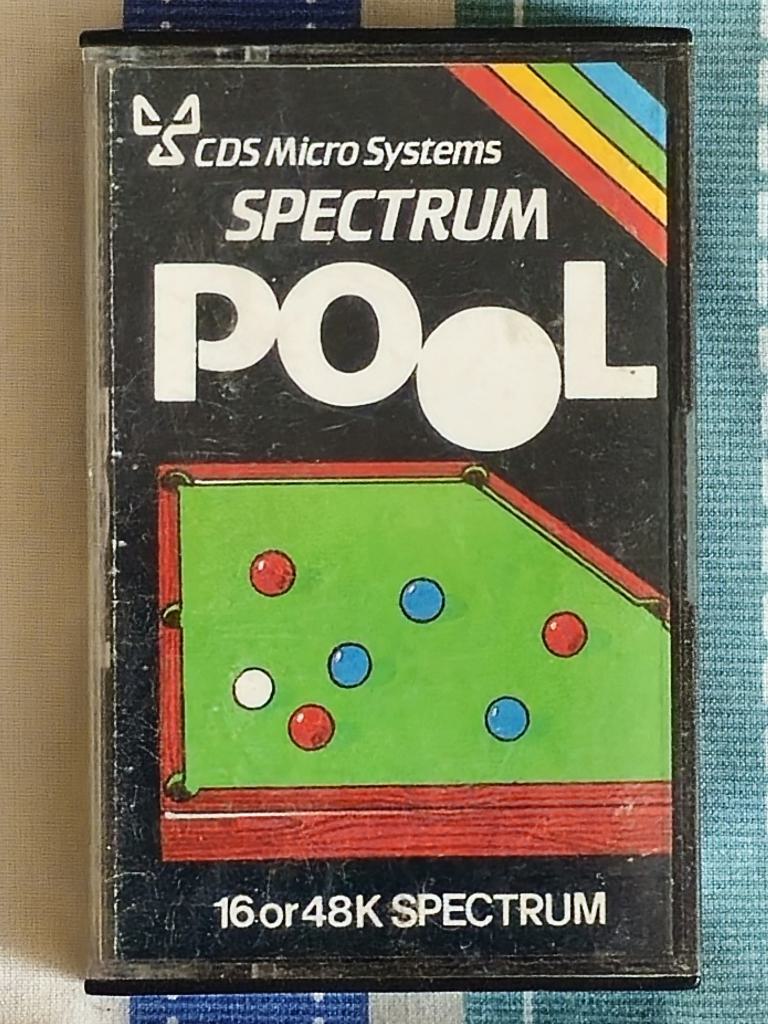 CDS Micro Systems
SPECTRUM
POOL
16 or 48K SPECTRUM